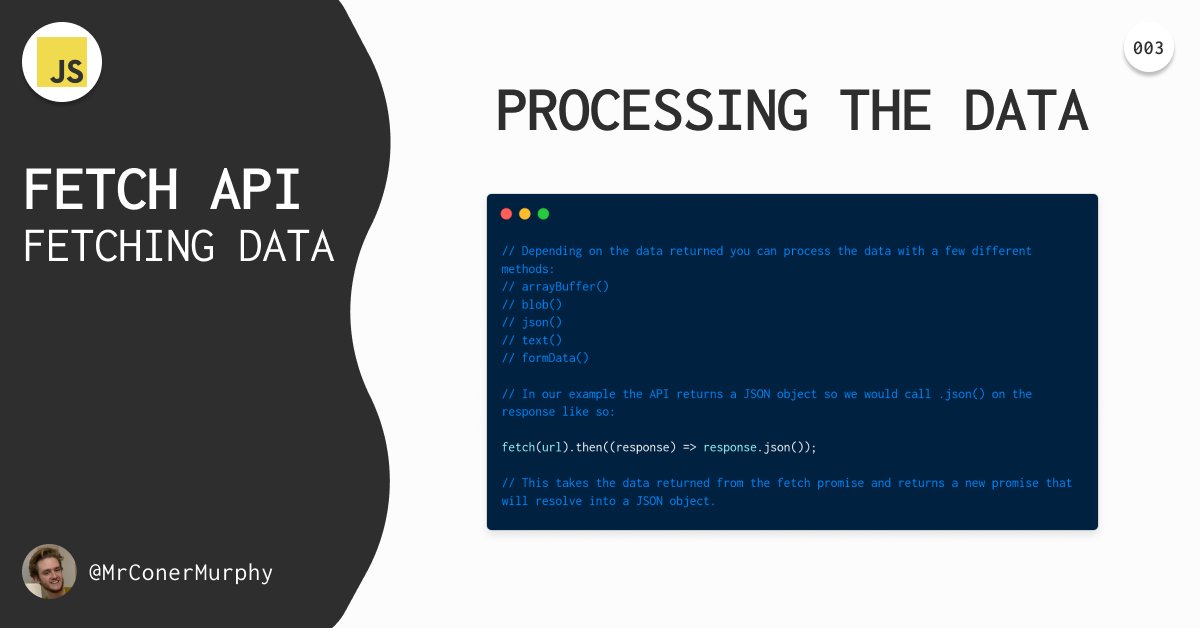 JS
003
FETCH API
FETCHING DATA
PROCESSING THE DATA
// Depending on the data returned you can process the data with a few different
methods:
// arrayBuffer()
// blob()
// json()
// text()
// formData()
// In our example the API returns a JSON object so we would call .json() on the
response like so:
fetch(url).then((response) => response.json());
// This takes the data returned from the fetch promise and returns a new promise that
will resolve into a JSON object.
@MrConerMurphy